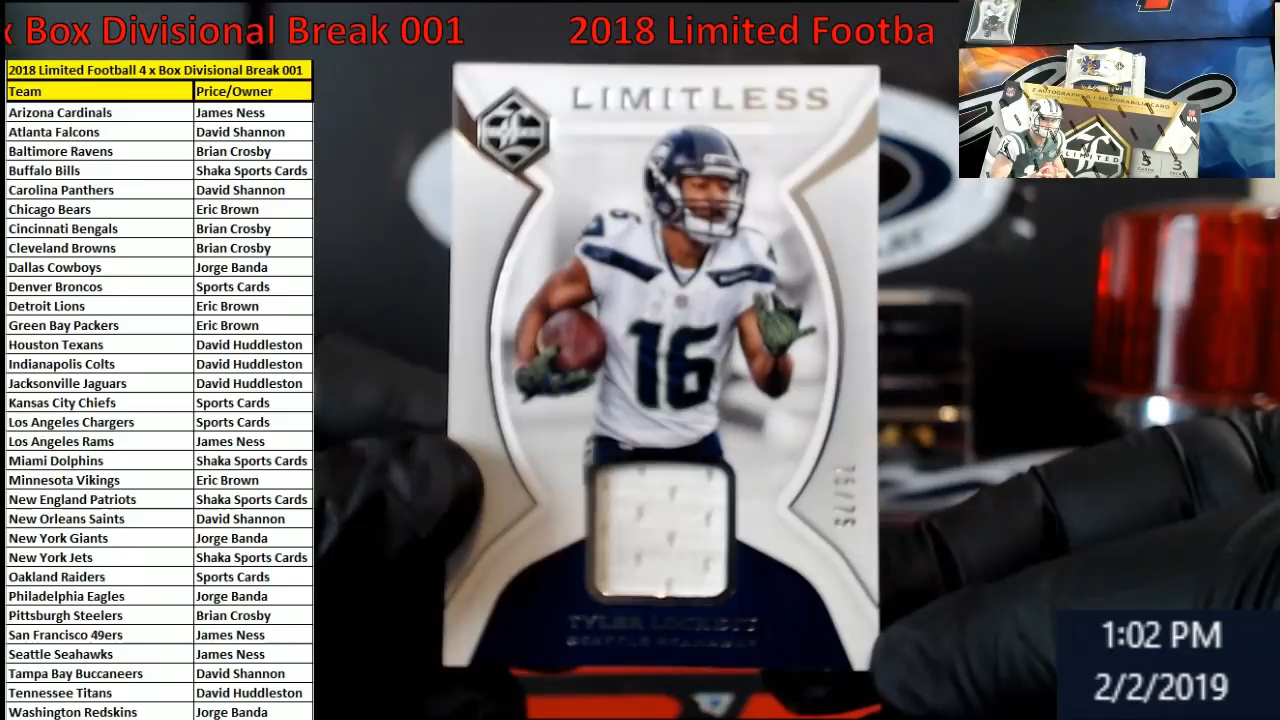 x Box Divisional Break 001 2018 Limited Footba
2018 Limited Football 4 x Box Divisional Break 001
Team Price/Owner
Arizona Cardinals James Ness
Atlanta Falcons David Shannon
Baltimore Ravens Brian Crosby
Buffalo Bills Shaka Sports Cards
Carolina Panthers David Shannon
Chicago Bears Eric Brown
Cincinnati Bengals Brian Crosby
Cleveland Browns Brian Crosby
Dallas Cowboys Jorge Banda
Denver Broncos Sports Cards
Detroit Lions Eric Brown
Green Bay Packers Eric Brown
Houston Texans David Huddleston
Indianapolis Colts David Huddleston
Jacksonville Jaguars David Huddleston
Kansas City Chiefs Sports Cards
Los Angeles Chargers Sports Cards
Los Angeles Rams James Ness
Miami Dolphins Shaka Sports Cards
Minnesota Vikings Eric Brown
New England Patriots Shaka Sports Cards
New Orleans Saints David Shannon
New York Giants Jorge Banda
New York Jets Shaka Sports Cards
Oakland Raiders Sports Cards
Philadelphia Eagles Jorge Banda
Pittsburgh Steelers Brian Crosby
San Francisco 49ers James Ness
Seattle Seahawks James Ness
Tampa Bay Buccaneers David Shannon
Tennessee Titans David Huddleston
Washington Redskins Jorge Banda
LIMITLESS
16
16
TYLER LOCKETT
SEATTLE SEAHAWKS
LIMITED
1:02 PM
2/2/2019